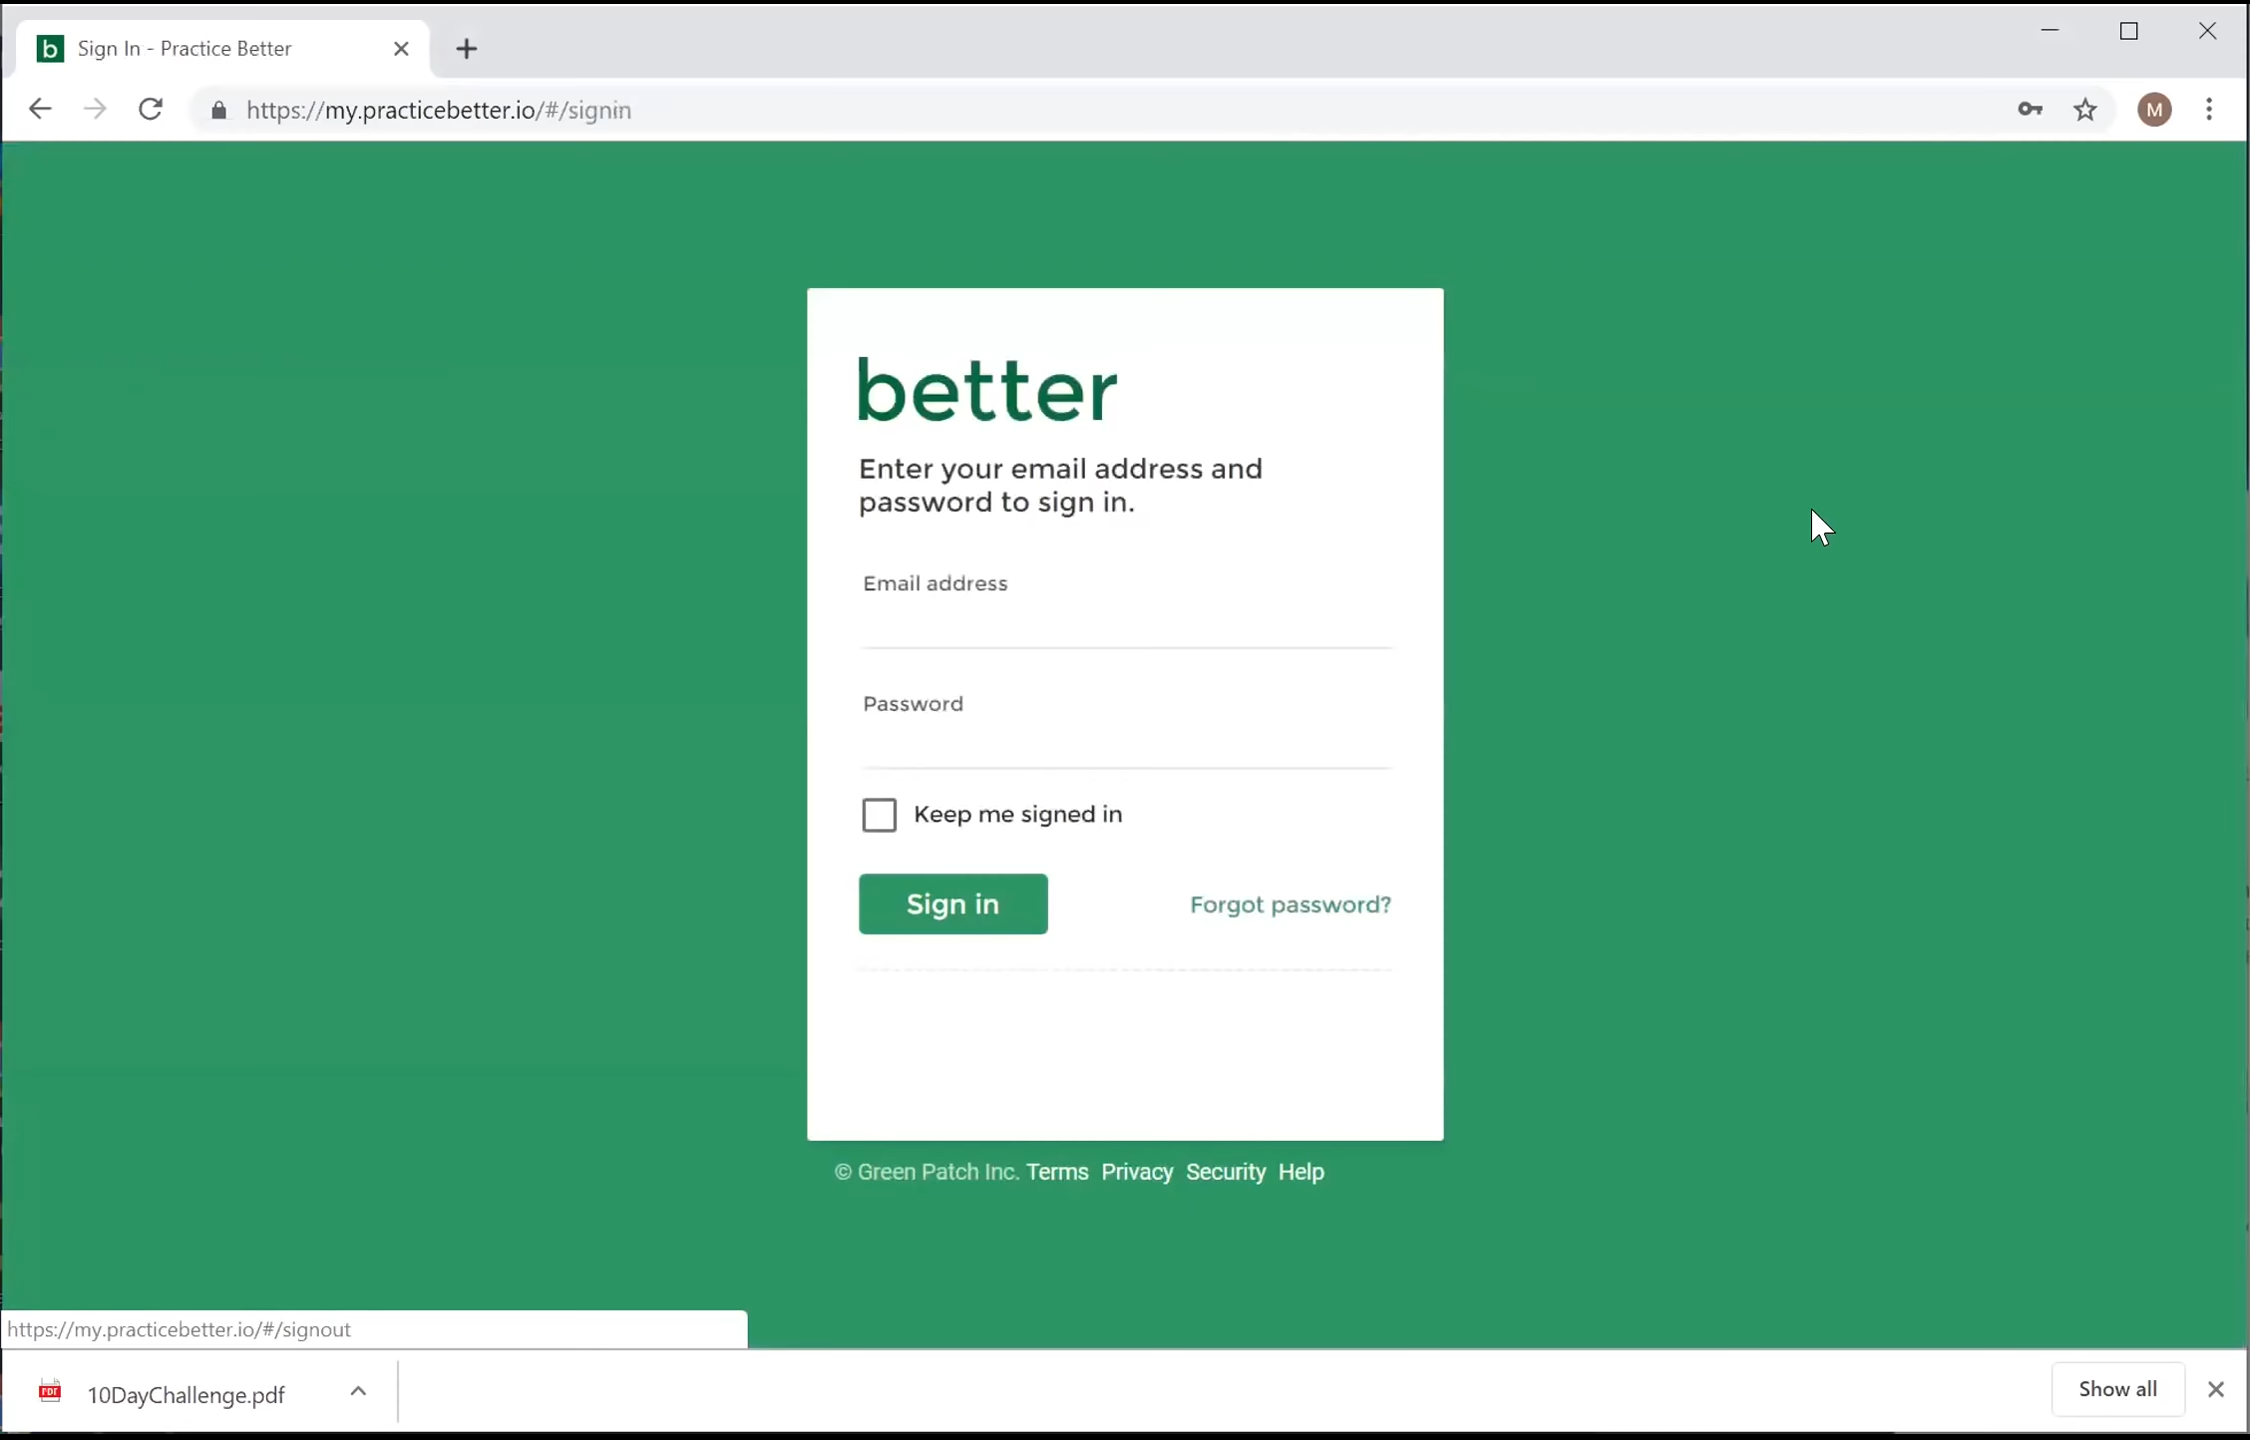 b Sign In - Practice Better
https://my.practicebetter.io/#/signin
M
better
Enter your email address and
password to sign in.
Email address
Password
Keep me signed in
Sign in
Forgot password?
© Green Patch Inc. Terms Privacy Security Help
https://my.practicebetter.io/#/signout
PDF 10DayChallenge.pdf
Show all